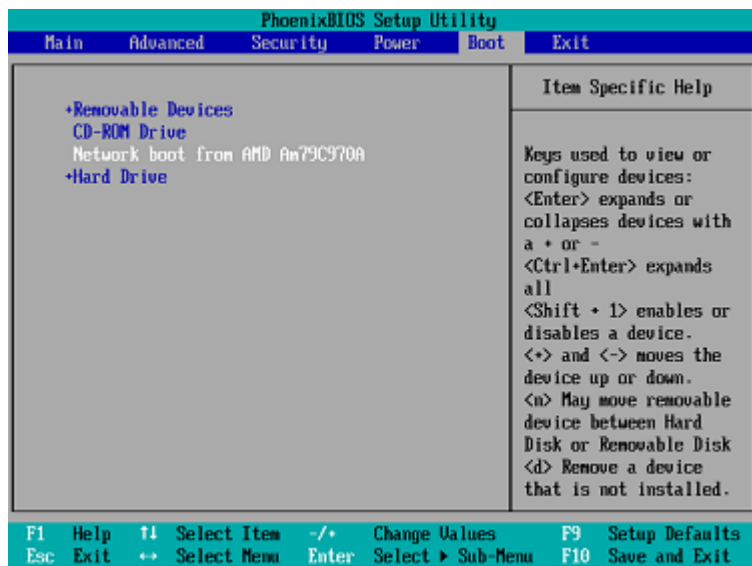 PhoenixBIOS Setup Utility
Main Advanced Security Power Boot Exit
+Removable Devices
CD-ROM Drive
Network boot from AMD Am79C970A
+Hard Drive
Item Specific Help
Keys used to view or
configure devices:
<Enter> expands or
collapses devices with
a + or -
<Ctrl+Enter> expands
all
<Shift + 1> enables or
disables a device.
<+> and <-> moves the
device up or down.
<n> May move removable
device between Hard
Disk or Removable Disk
<d> Remove a device
that is not installed.
F1 Help ↑↓ Select Item -/+ Change Values F9 Setup Defaults
Esc Exit ↔ Select Menu Enter Select ▶ Sub-Menu F10 Save and Exit